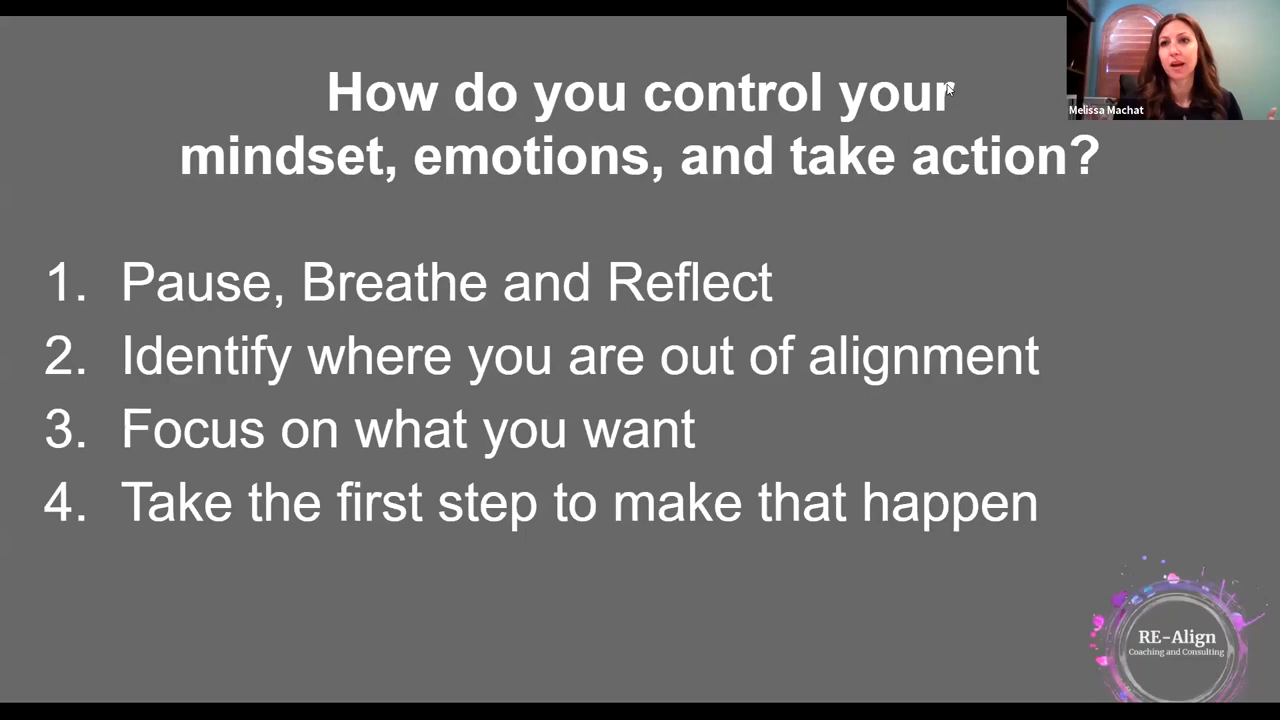 How do you control your
mindset, emotions, and take action?
Melissa Machat
1. Pause, Breathe and Reflect
2. Identify where you are out of alignment
3. Focus on what you want
4. Take the first step to make that happen
RE-Align
Coaching and Consulting